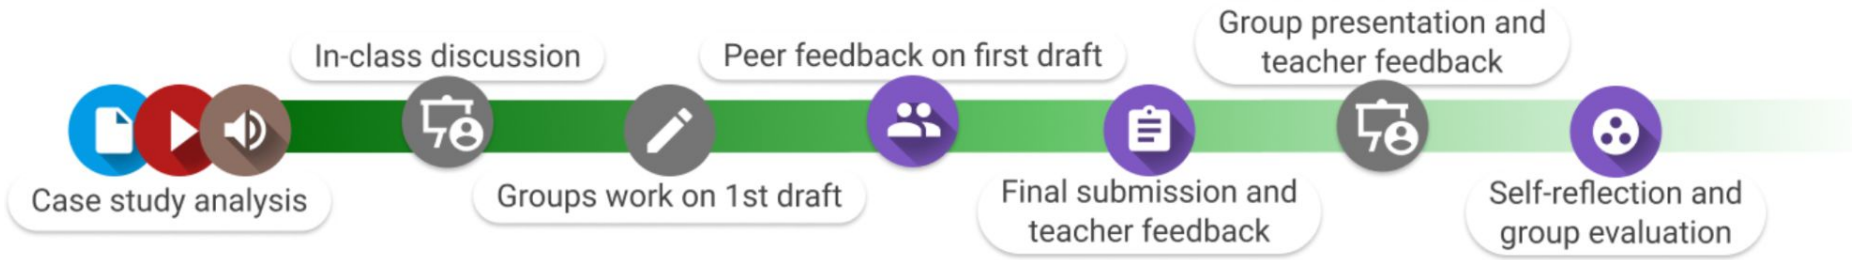 Case study analysis
In-class discussion
Groups work on 1st draft
Peer feedback on first draft
Final submission and
teacher feedback
Group presentation and
teacher feedback
Self-reflection and
group evaluation